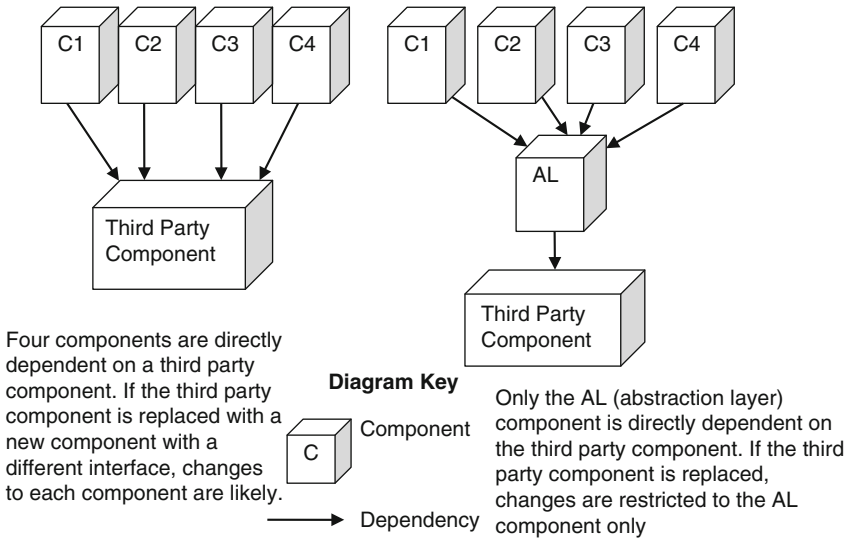 C1
C2
C3
C4
Third Party
Component
C1
C2
C3
C4
AL
Third Party
Component
Four components are directly
dependent on a third party
component. If the third party
component is replaced with a
new component with a
different interface, changes
to each component are likely.
Diagram Key
C
Component
Dependency
Only the AL (abstraction layer)
component is directly dependent on
the third party component. If the third
party component is replaced,
changes are restricted to the AL
component only